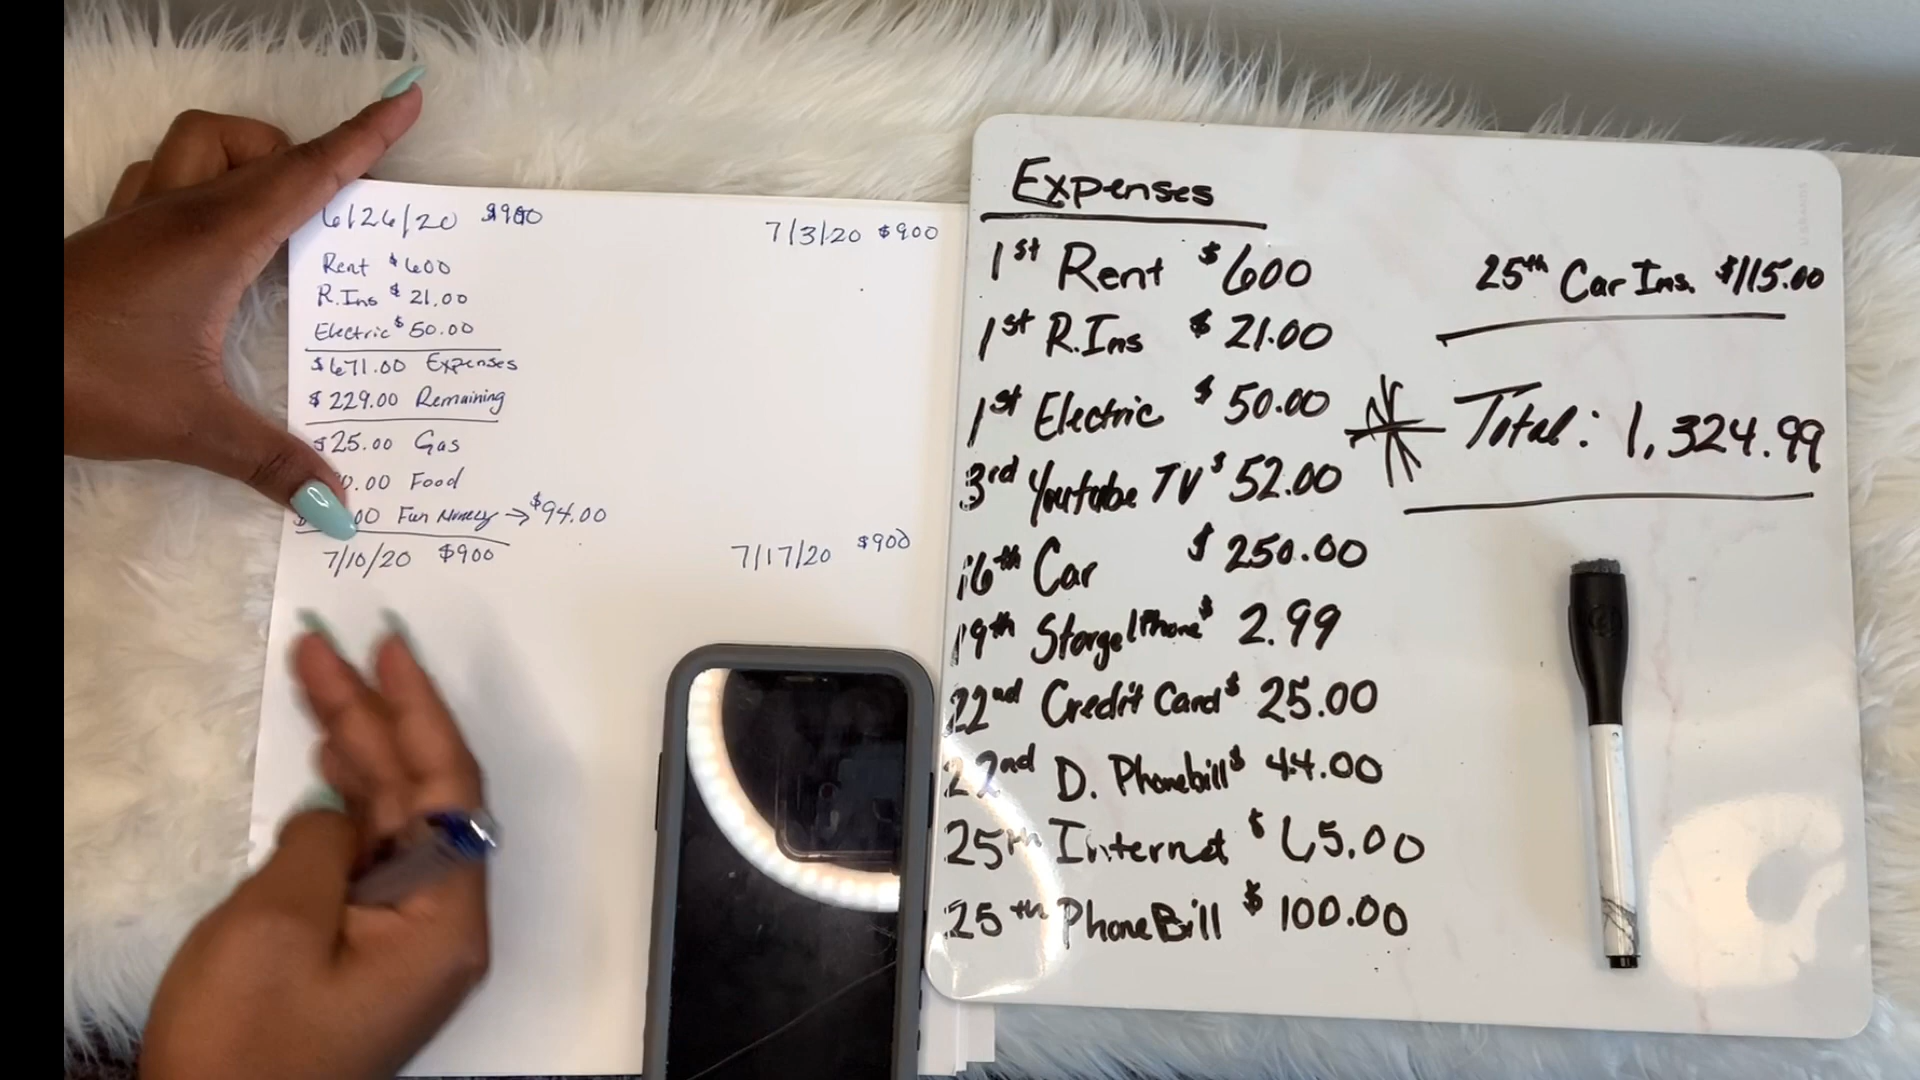 6/26/20 $900
Rent $600
R.Ins $21.00
Electric $50.00
$671.00 Expenses
$229.00 Remaining
$25.00 Gas
0.00 Food
$ 00 Fun Money → $94.00
7/3/20 $900
7/10/20 $900
7/17/20 $900
Expenses
1st Rent $600
1st R.Ins $21.00
1st Electric $50.00
3rd Youtube TV $52.00
16th Car $250.00
19th Storge iPhone $2.99
22nd Credit Card $25.00
22nd D. Phonebill $44.00
25th Internet $65.00
25th Phone Bill $100.00
25th Car Ins. $115.00
Total: 1,324.99